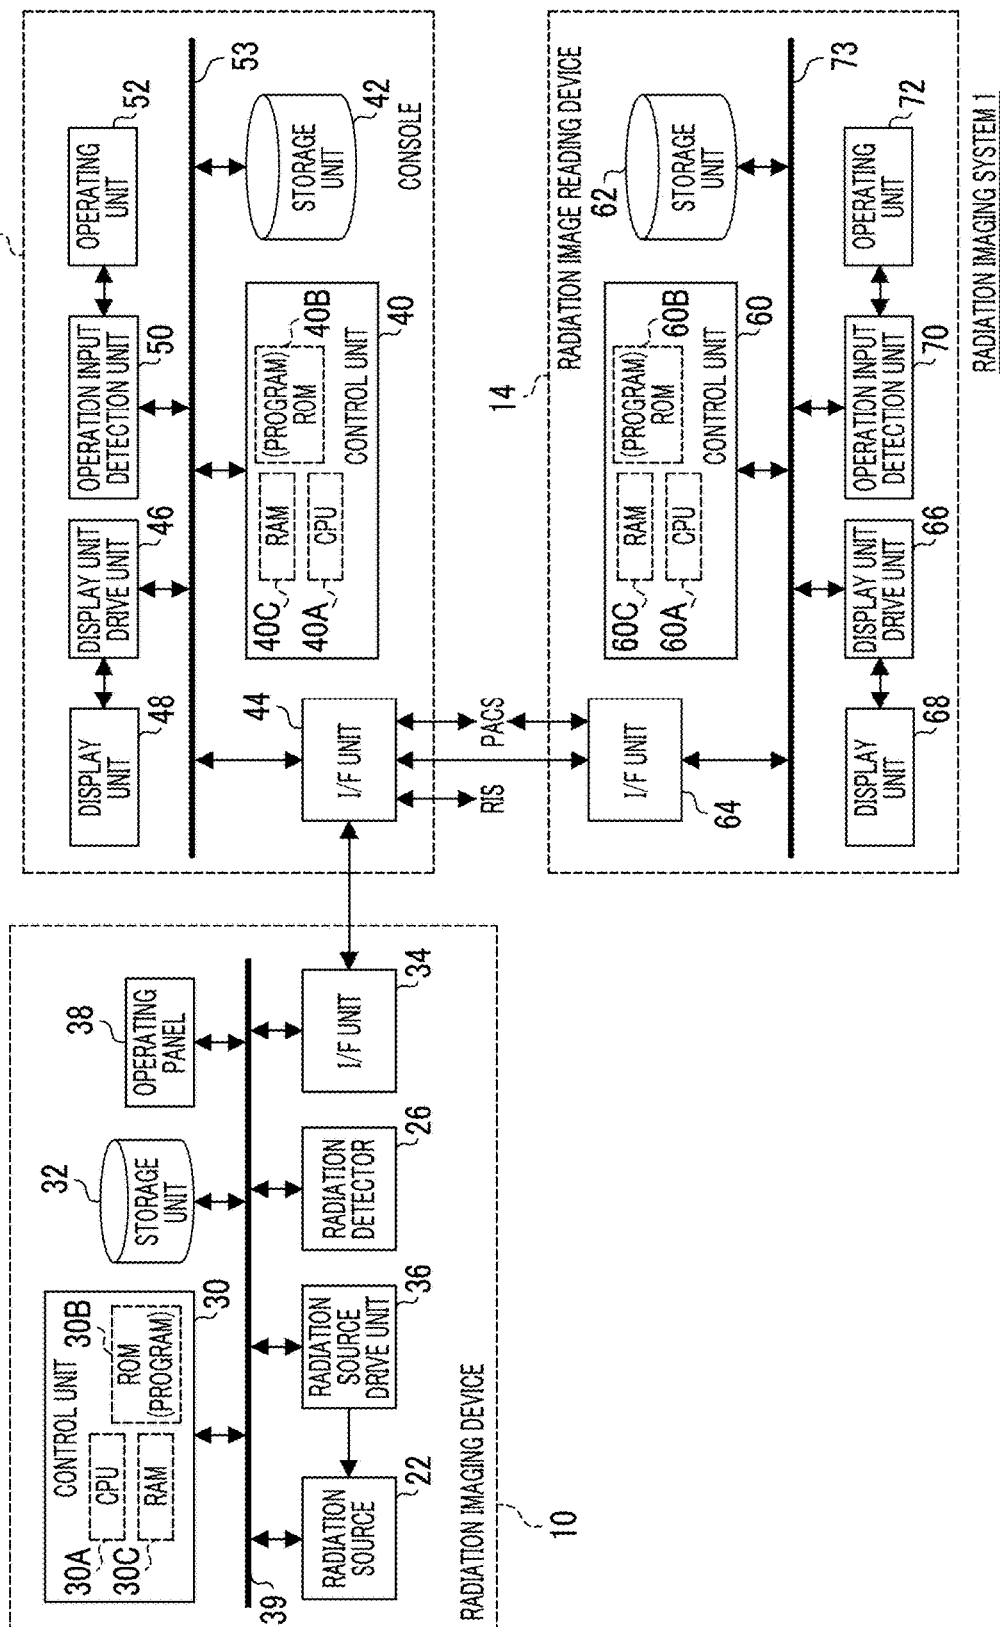 RADIATION IMAGING DEVICE
10
CONTROL UNIT
30
CPU
30A
ROM
(PROGRAM)
30B
RAM
30C
STORAGE
UNIT
32
OPERATING
PANEL
38
39
RADIATION
SOURCE
22
RADIATION
SOURCE
DRIVE UNIT
36
RADIATION
DETECTOR
26
I/F UNIT
34
DISPLAY
UNIT
48
DISPLAY UNIT
DRIVE UNIT
46
OPERATION INPUT
DETECTION UNIT
50
OPERATING
UNIT
52
53
I/F UNIT
44
RAM
40C
CPU
40A
(PROGRAM)
ROM
40B
CONTROL UNIT
40
STORAGE
UNIT
42
CONSOLE
RIS
PACS
14
RADIATION IMAGE READING DEVICE
I/F UNIT
64
RAM
60C
CPU
60A
(PROGRAM)
ROM
60B
CONTROL UNIT
60
STORAGE
UNIT
62
73
DISPLAY
UNIT
68
DISPLAY UNIT
DRIVE UNIT
66
OPERATION INPUT
DETECTION UNIT
70
OPERATING
UNIT
72
RADIATION IMAGING SYSTEM 1